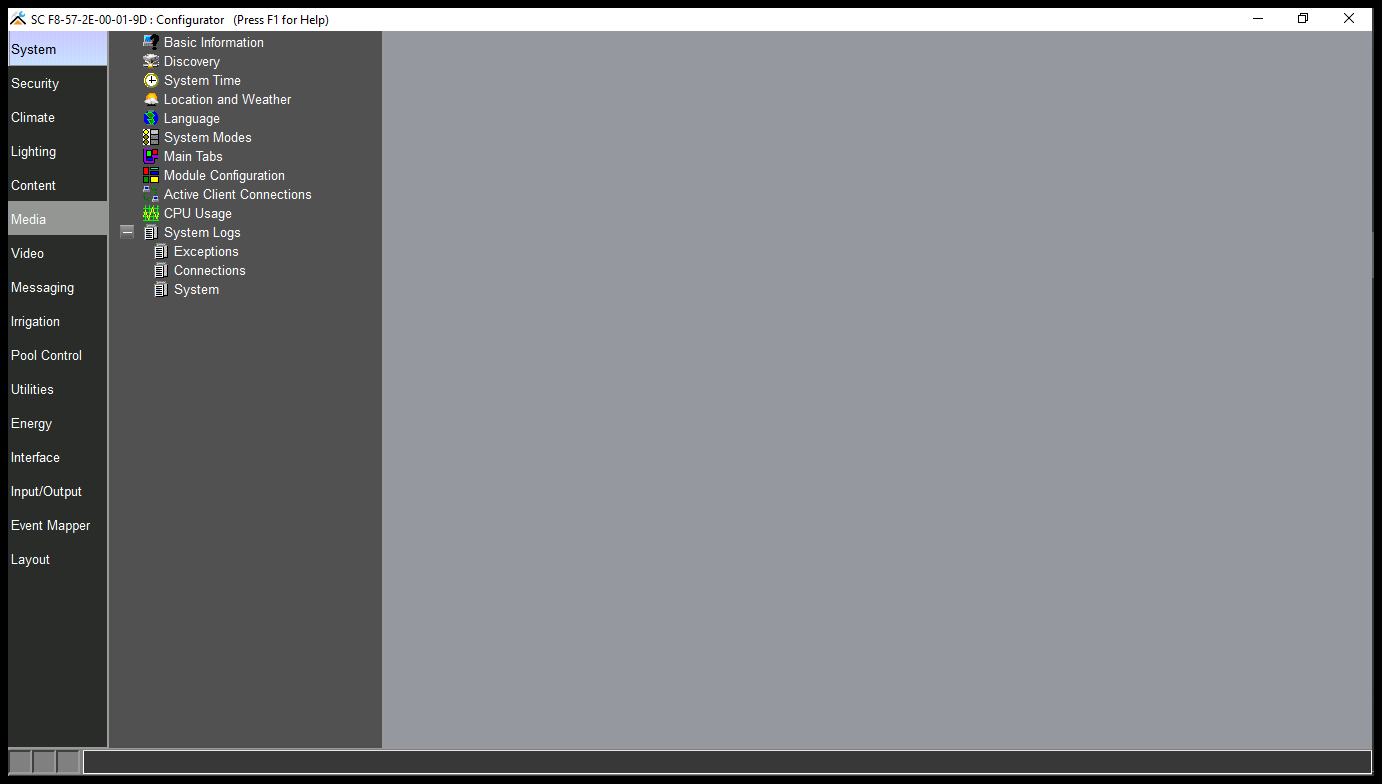 SC F8-57-2E-00-01-9D : Configurator (Press F1 for Help)
System
Security
Climate
Lighting
Content
Media
Video
Messaging
Irrigation
Pool Control
Utilities
Energy
Interface
Input/Output
Event Mapper
Layout
Basic Information
Discovery
System Time
Location and Weather
Language
System Modes
Main Tabs
Module Configuration
Active Client Connections
CPU Usage
System Logs
Exceptions
Connections
System